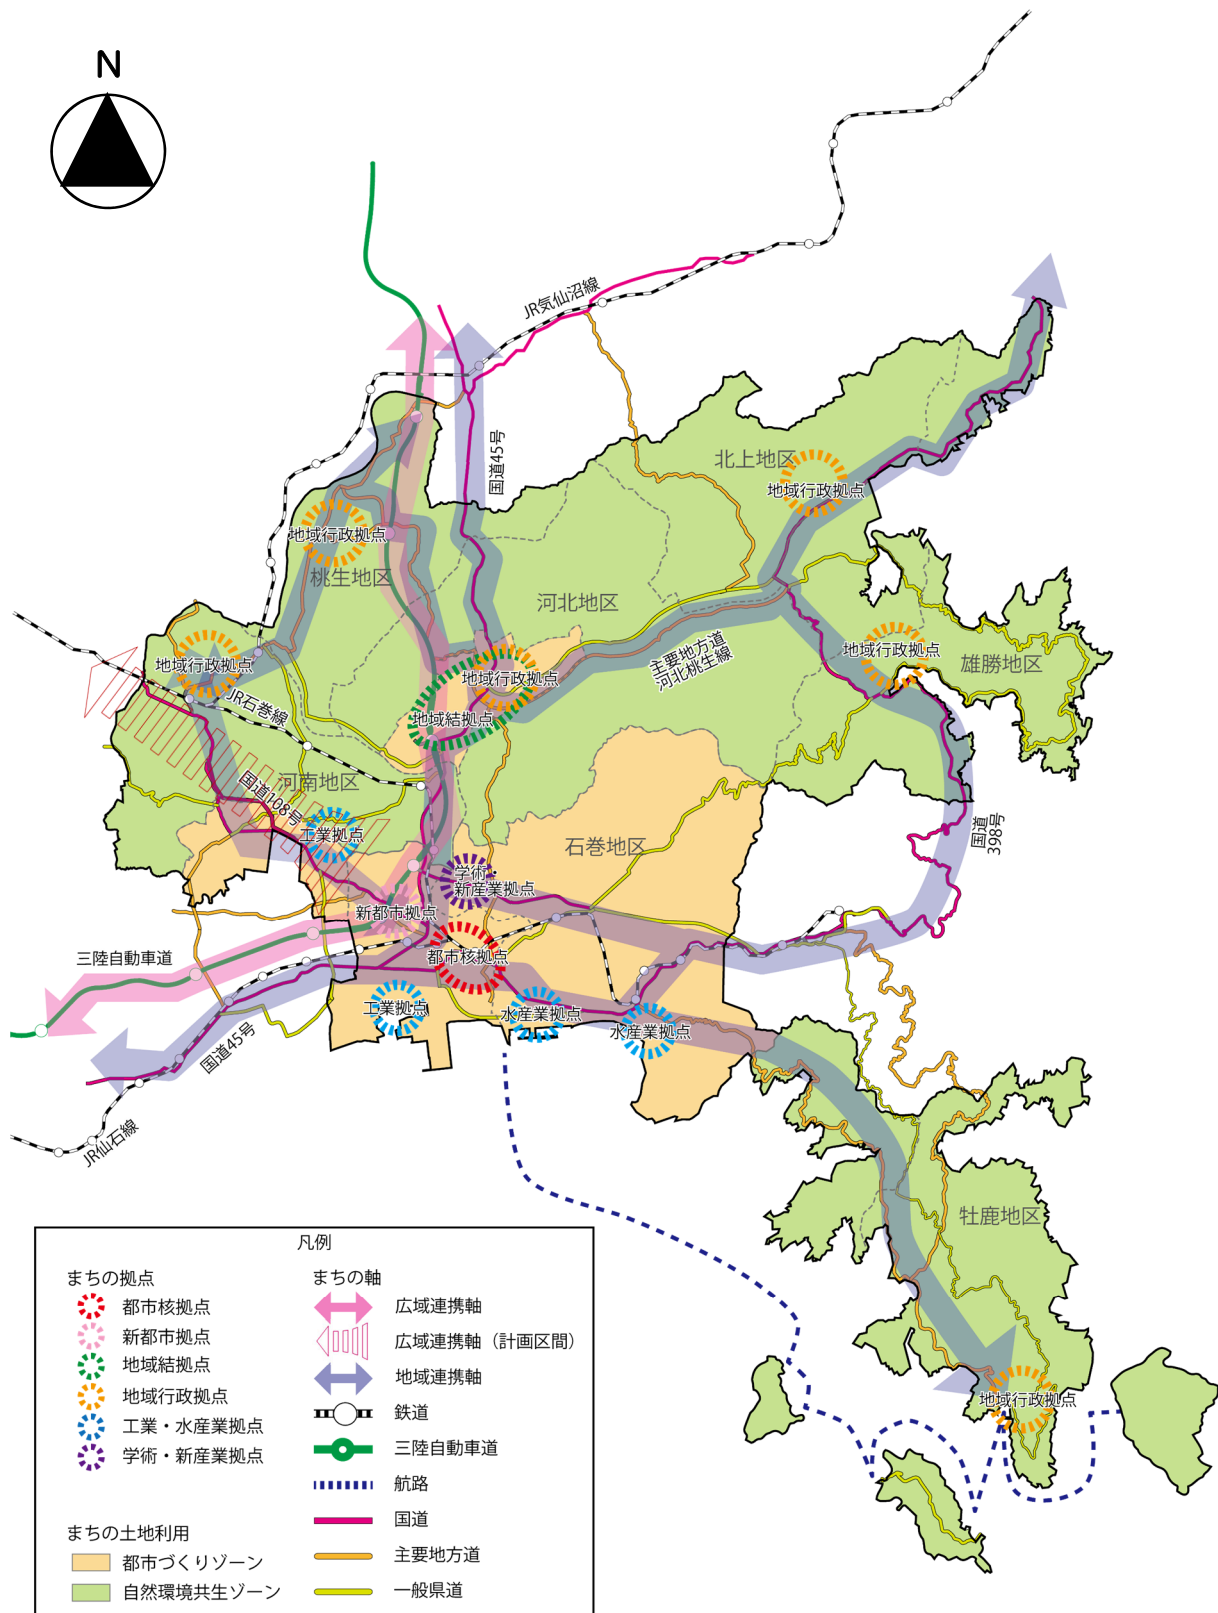 N
JR気仙沼線
国道45号
北上地区
地域行政拠点
地域行政拠点
桃生地区
河北地区
主要地方道
河北桃生線
地域行政拠点
雄勝地区
地域行政拠点
地域行政拠点
JR石巻線
地域結拠点
河南地区
国道108号
工業拠点
石巻地区
国道
398号
学術・
新産業拠点
新都市拠点
三陸自動車道
都市核拠点
工業拠点
水産業拠点
水産業拠点
国道45号
JR仙石線
牡鹿地区
地域行政拠点
凡例
まちの拠点
都市核拠点
新都市拠点
地域結拠点
地域行政拠点
工業・水産業拠点
学術・新産業拠点
まちの土地利用
都市づくりゾーン
自然環境共生ゾーン
まちの軸
広域連携軸
広域連携軸（計画区間）
地域連携軸
鉄道
三陸自動車道
航路
国道
主要地方道
一般県道